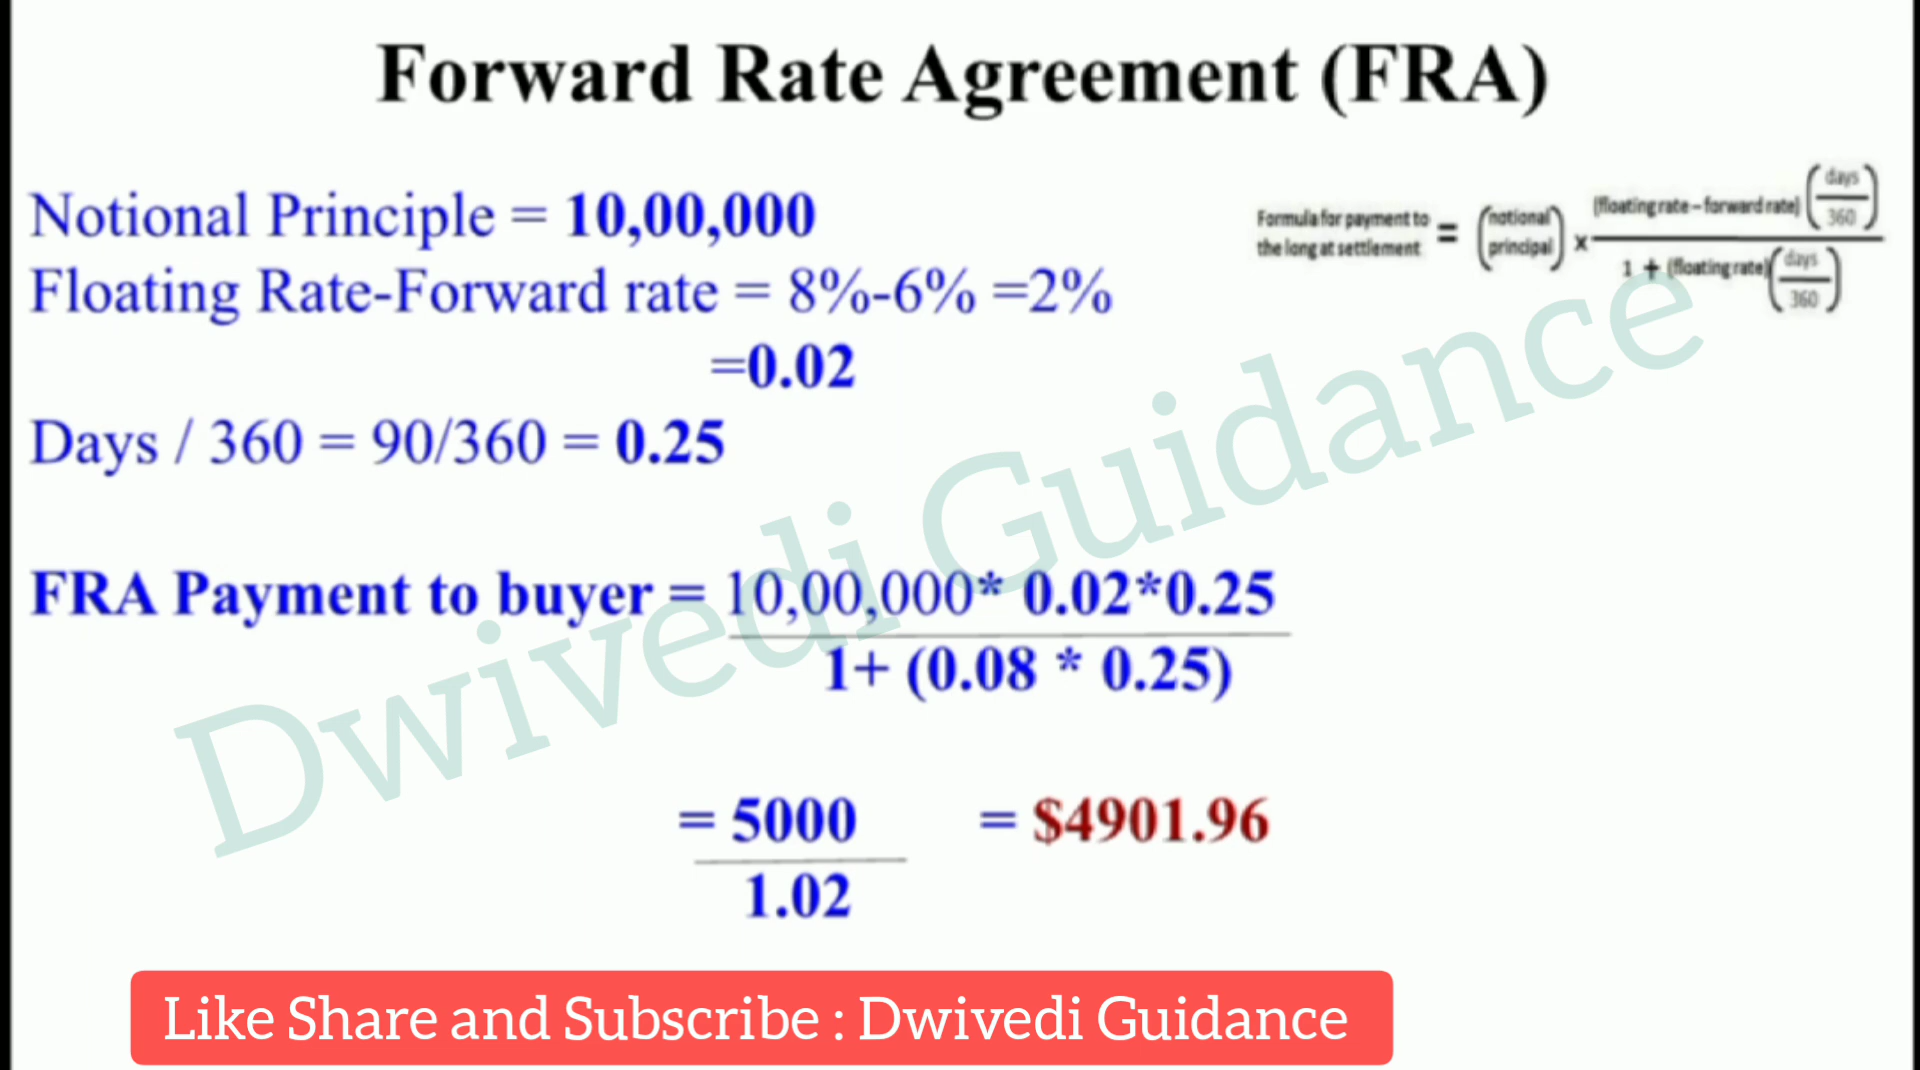 Forward Rate Agreement (FRA)
Notional Principle = 10,00,000
Floating Rate-Forward rate = 8%-6% =2%
=0.02
Days / 360 = 90/360 = 0.25
Formula for payment to
the long at settlement
=
(notional
principal)
x
(floating rate - forward rate) (days
360)
1 + (floating rate) (days
360)
FRA Payment to buyer = 10,00,000* 0.02*0.25
1+ (0.08 * 0.25)
= 5000 = $4901.96
1.02
Dwivedi Guidance
Like Share and Subscribe : Dwivedi Guidance